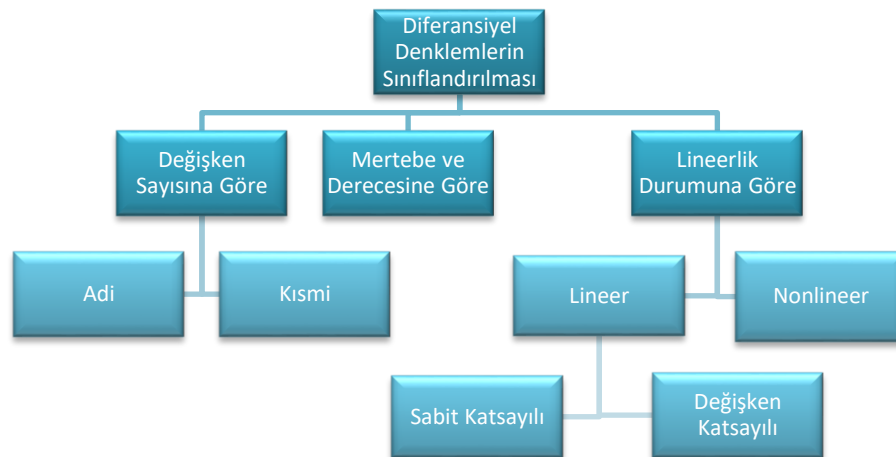 Diferansiyel
Denklemlerin
Sınıflandırılması
Değişken
Sayısına Göre
Mertebe ve
Derecesine Göre
Lineerlik
Durumuna Göre
Adi
Kısmi
Lineer
Nonlineer
Sabit Katsayılı
Değişken
Katsayılı